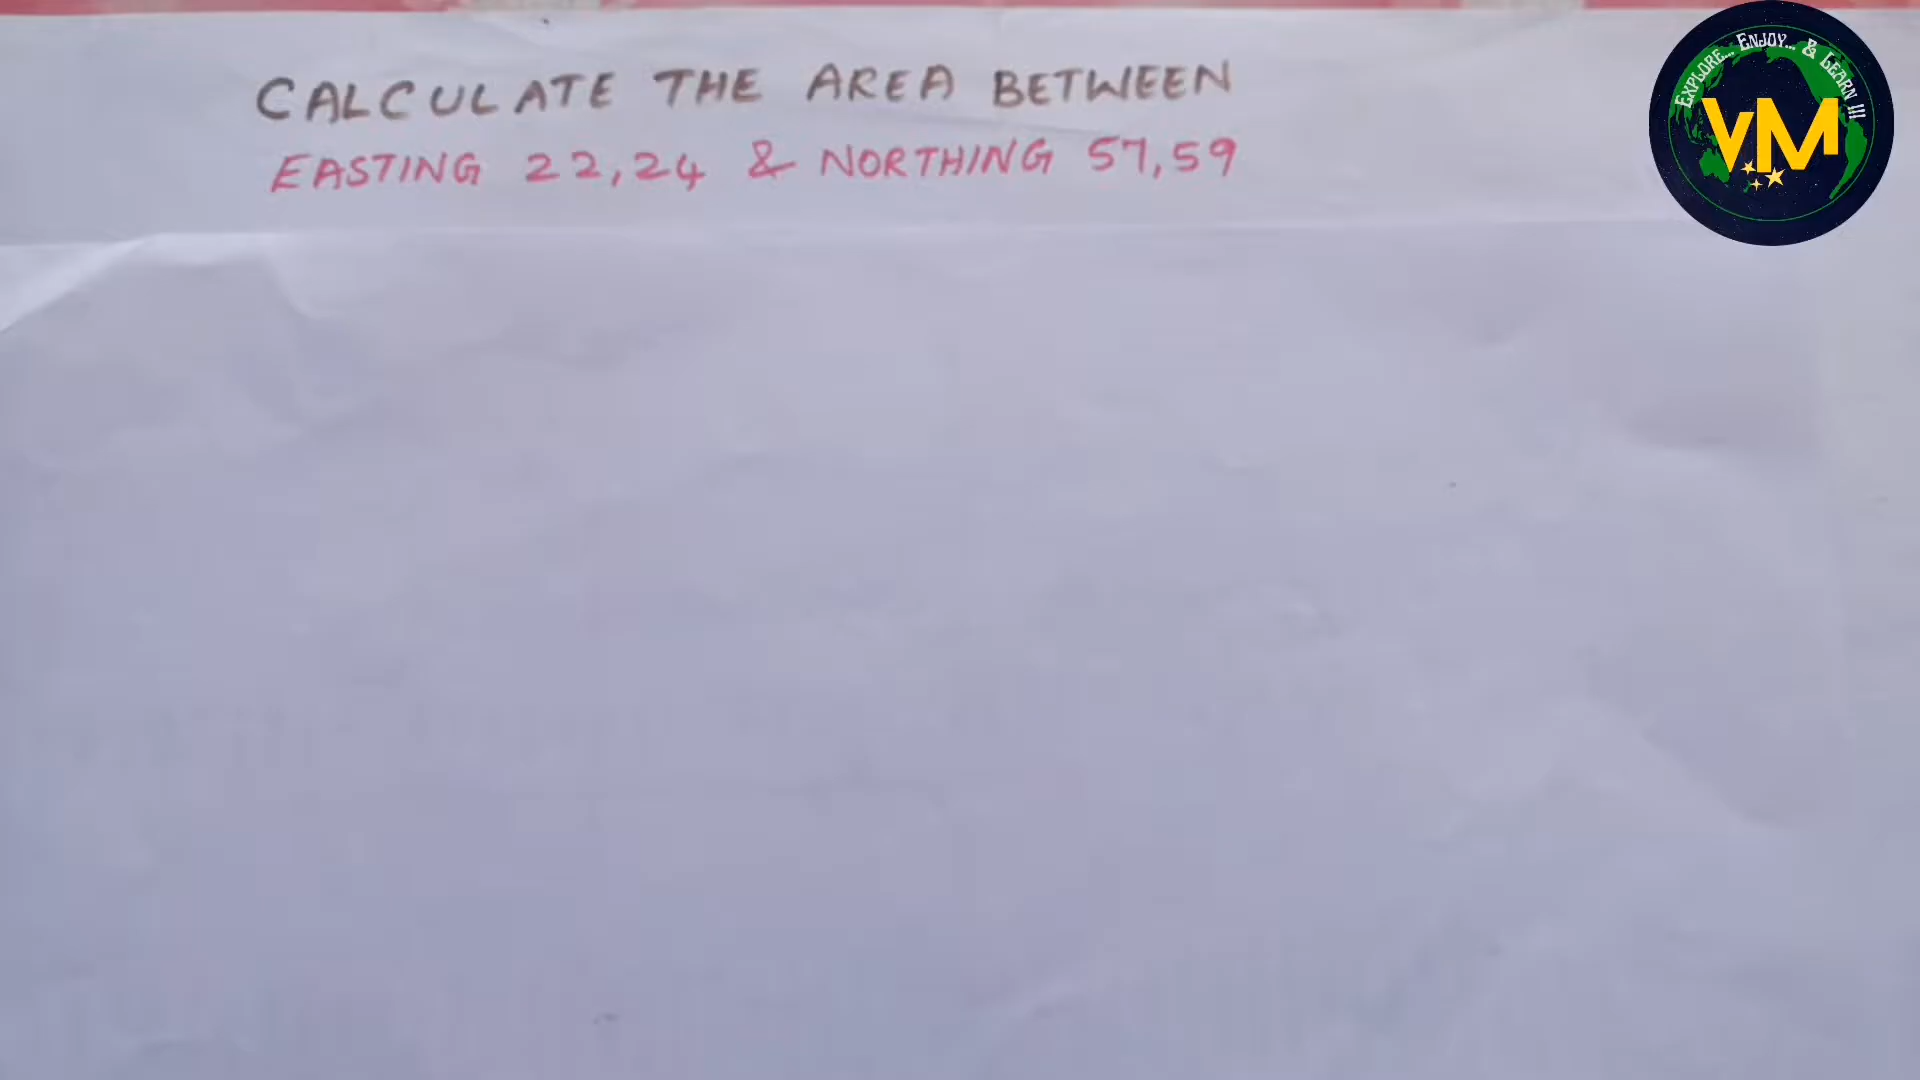 CALCULATE THE AREA BETWEEN
EASTING 22,24 & NORTHING 57,59
EXPLORE... ENJOY... & LEARN !!!
VM